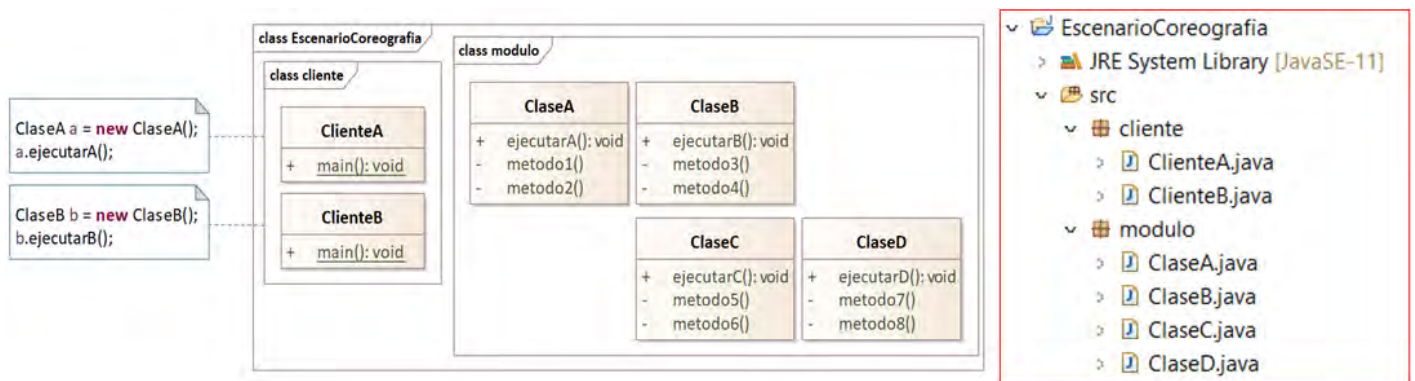 ClaseA a = new ClaseA();
a.ejecutarA();
ClaseB b = new ClaseB();
b.ejecutarB();
class EscenarioCoreografia
class cliente
ClienteA
+ main(): void
ClienteB
+ main(): void
class modulo
ClaseA
+ ejecutarA(): void
- metodo1()
- metodo2()
ClaseB
+ ejecutarB(): void
- metodo3()
- metodo4()
ClaseC
+ ejecutarC(): void
- metodo5()
- metodo6()
ClaseD
+ ejecutarD(): void
- metodo7()
- metodo8()
EscenarioCoreografia
JRE System Library [JavaSE-11]
src
cliente
ClienteA.java
ClienteB.java
modulo
ClaseA.java
ClaseB.java
ClaseC.java
ClaseD.java